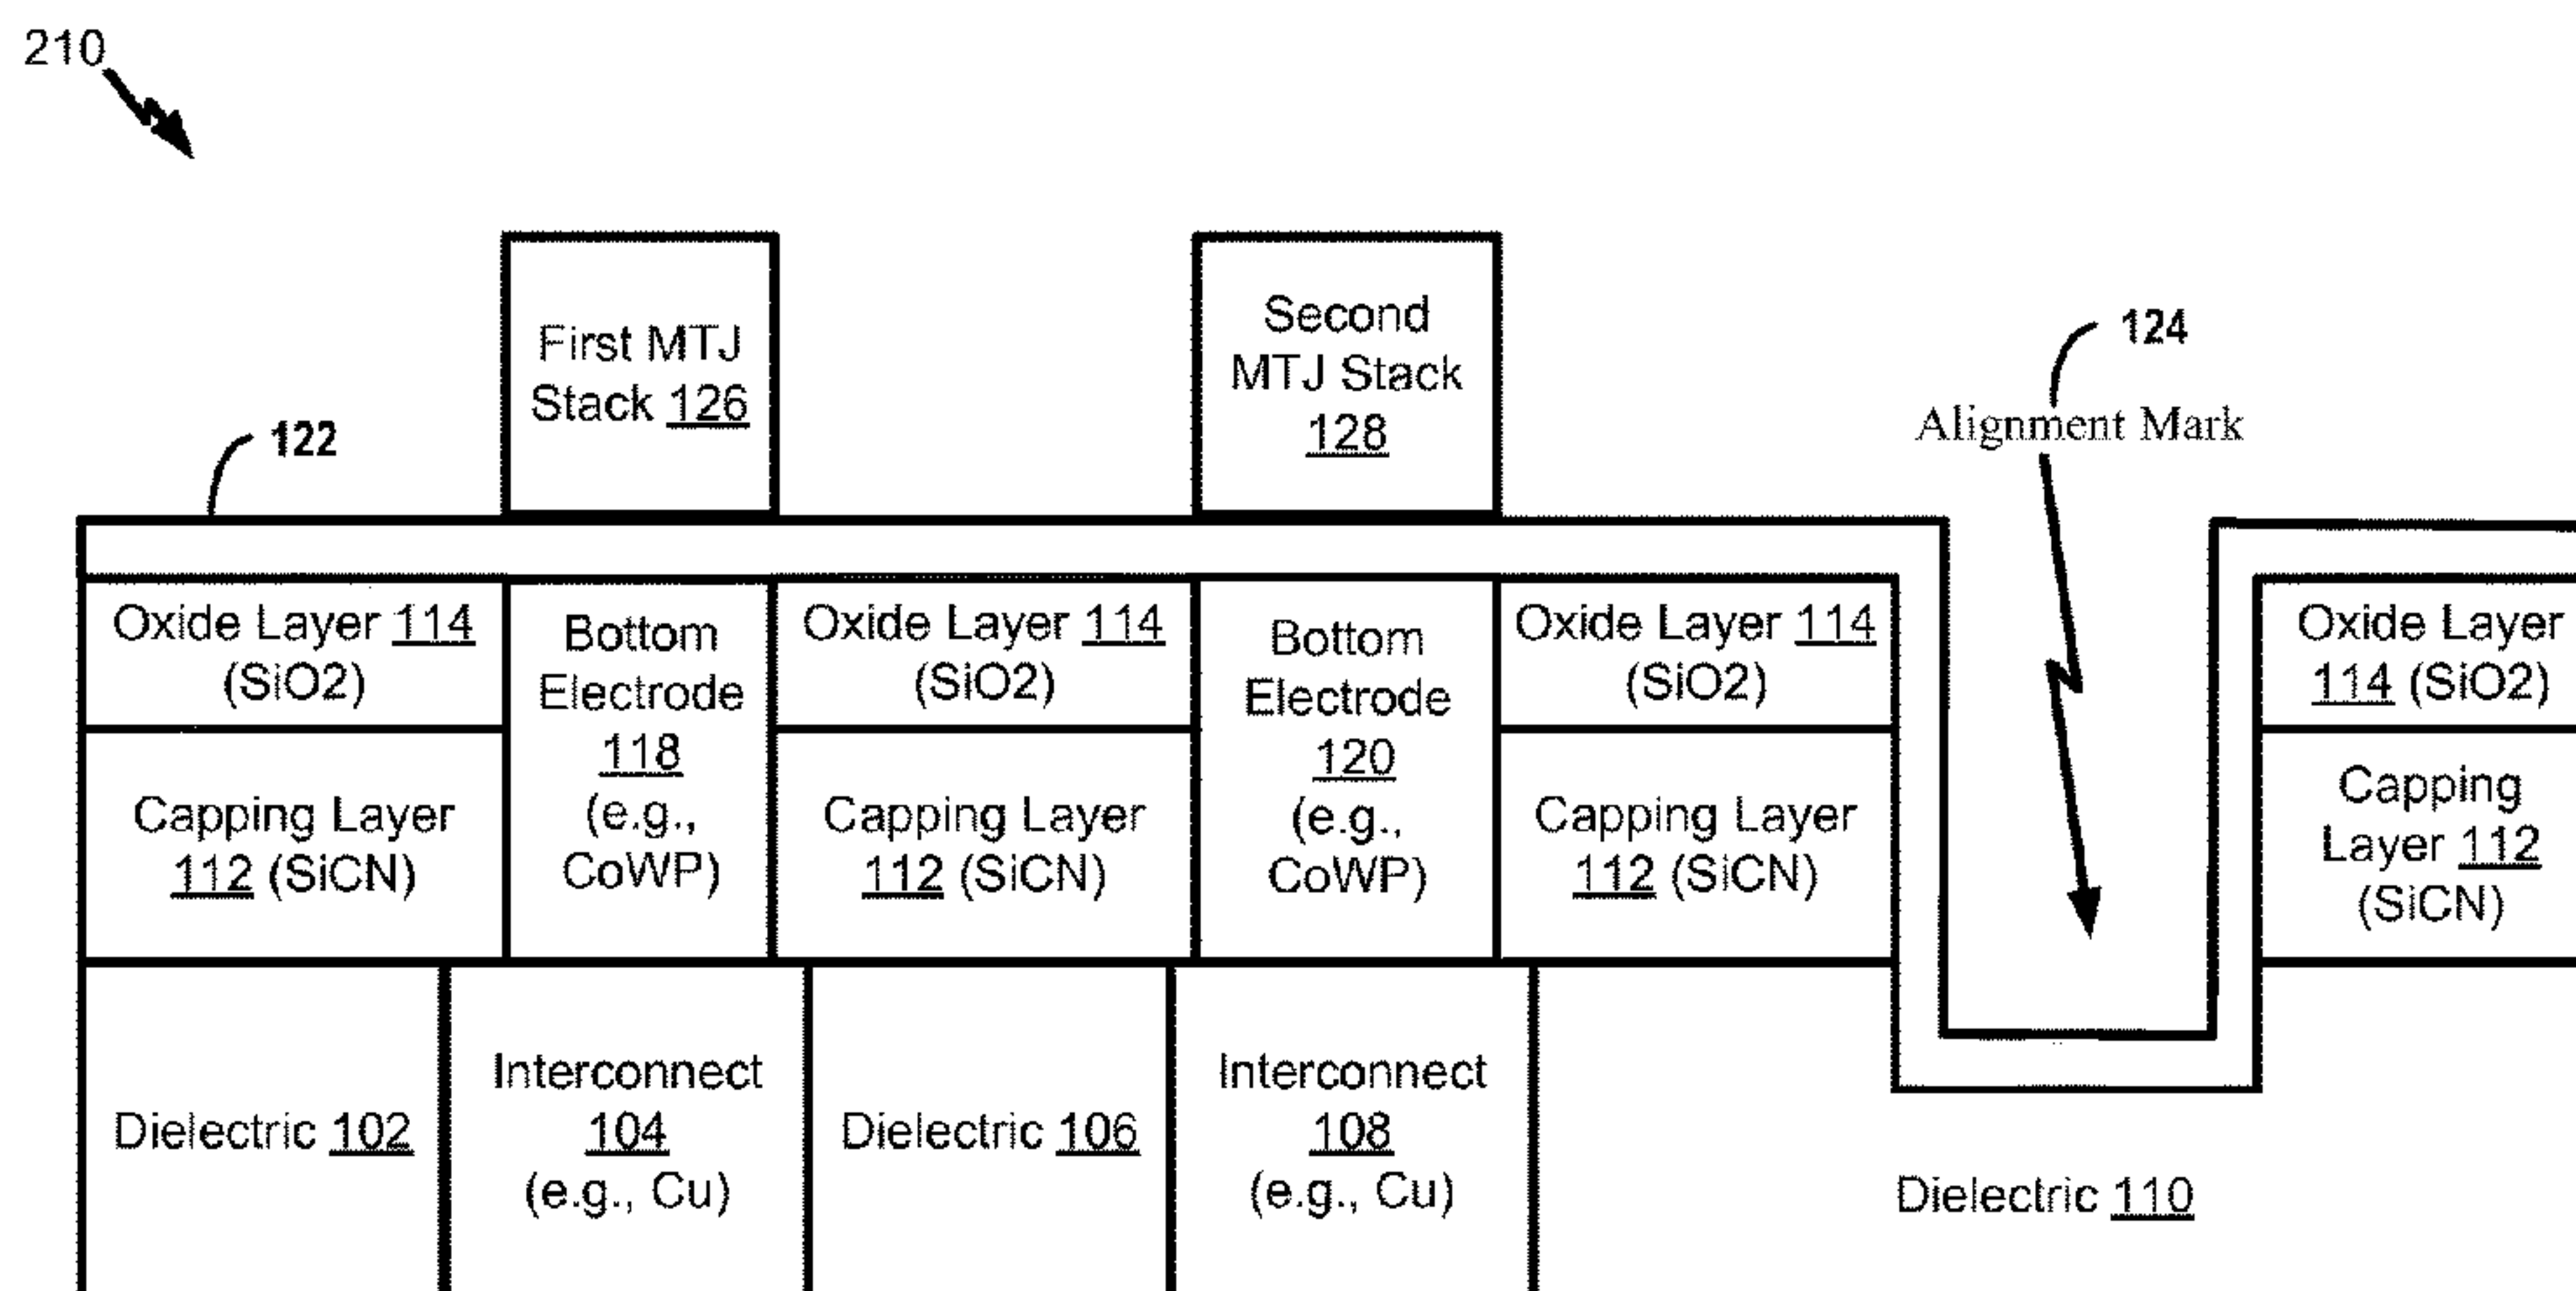 210
First MTJ
Stack 126
Second
MTJ Stack
128
124
Alignment Mark
122
Oxide Layer 114
(SiO2)
Bottom
Electrode
118
(e.g.,
CoWP)
Oxide Layer 114
(SiO2)
Bottom
Electrode
120
(e.g.,
CoWP)
Oxide Layer 114
(SiO2)
Oxide Layer
114 (SiO2)
Capping Layer
112 (SiCN)
Capping Layer
112 (SiCN)
Capping Layer
112 (SiCN)
Capping
Layer 112
(SiCN)
Dielectric 102
Interconnect
104
(e.g., Cu)
Dielectric 106
Interconnect
108
(e.g., Cu)
Dielectric 110